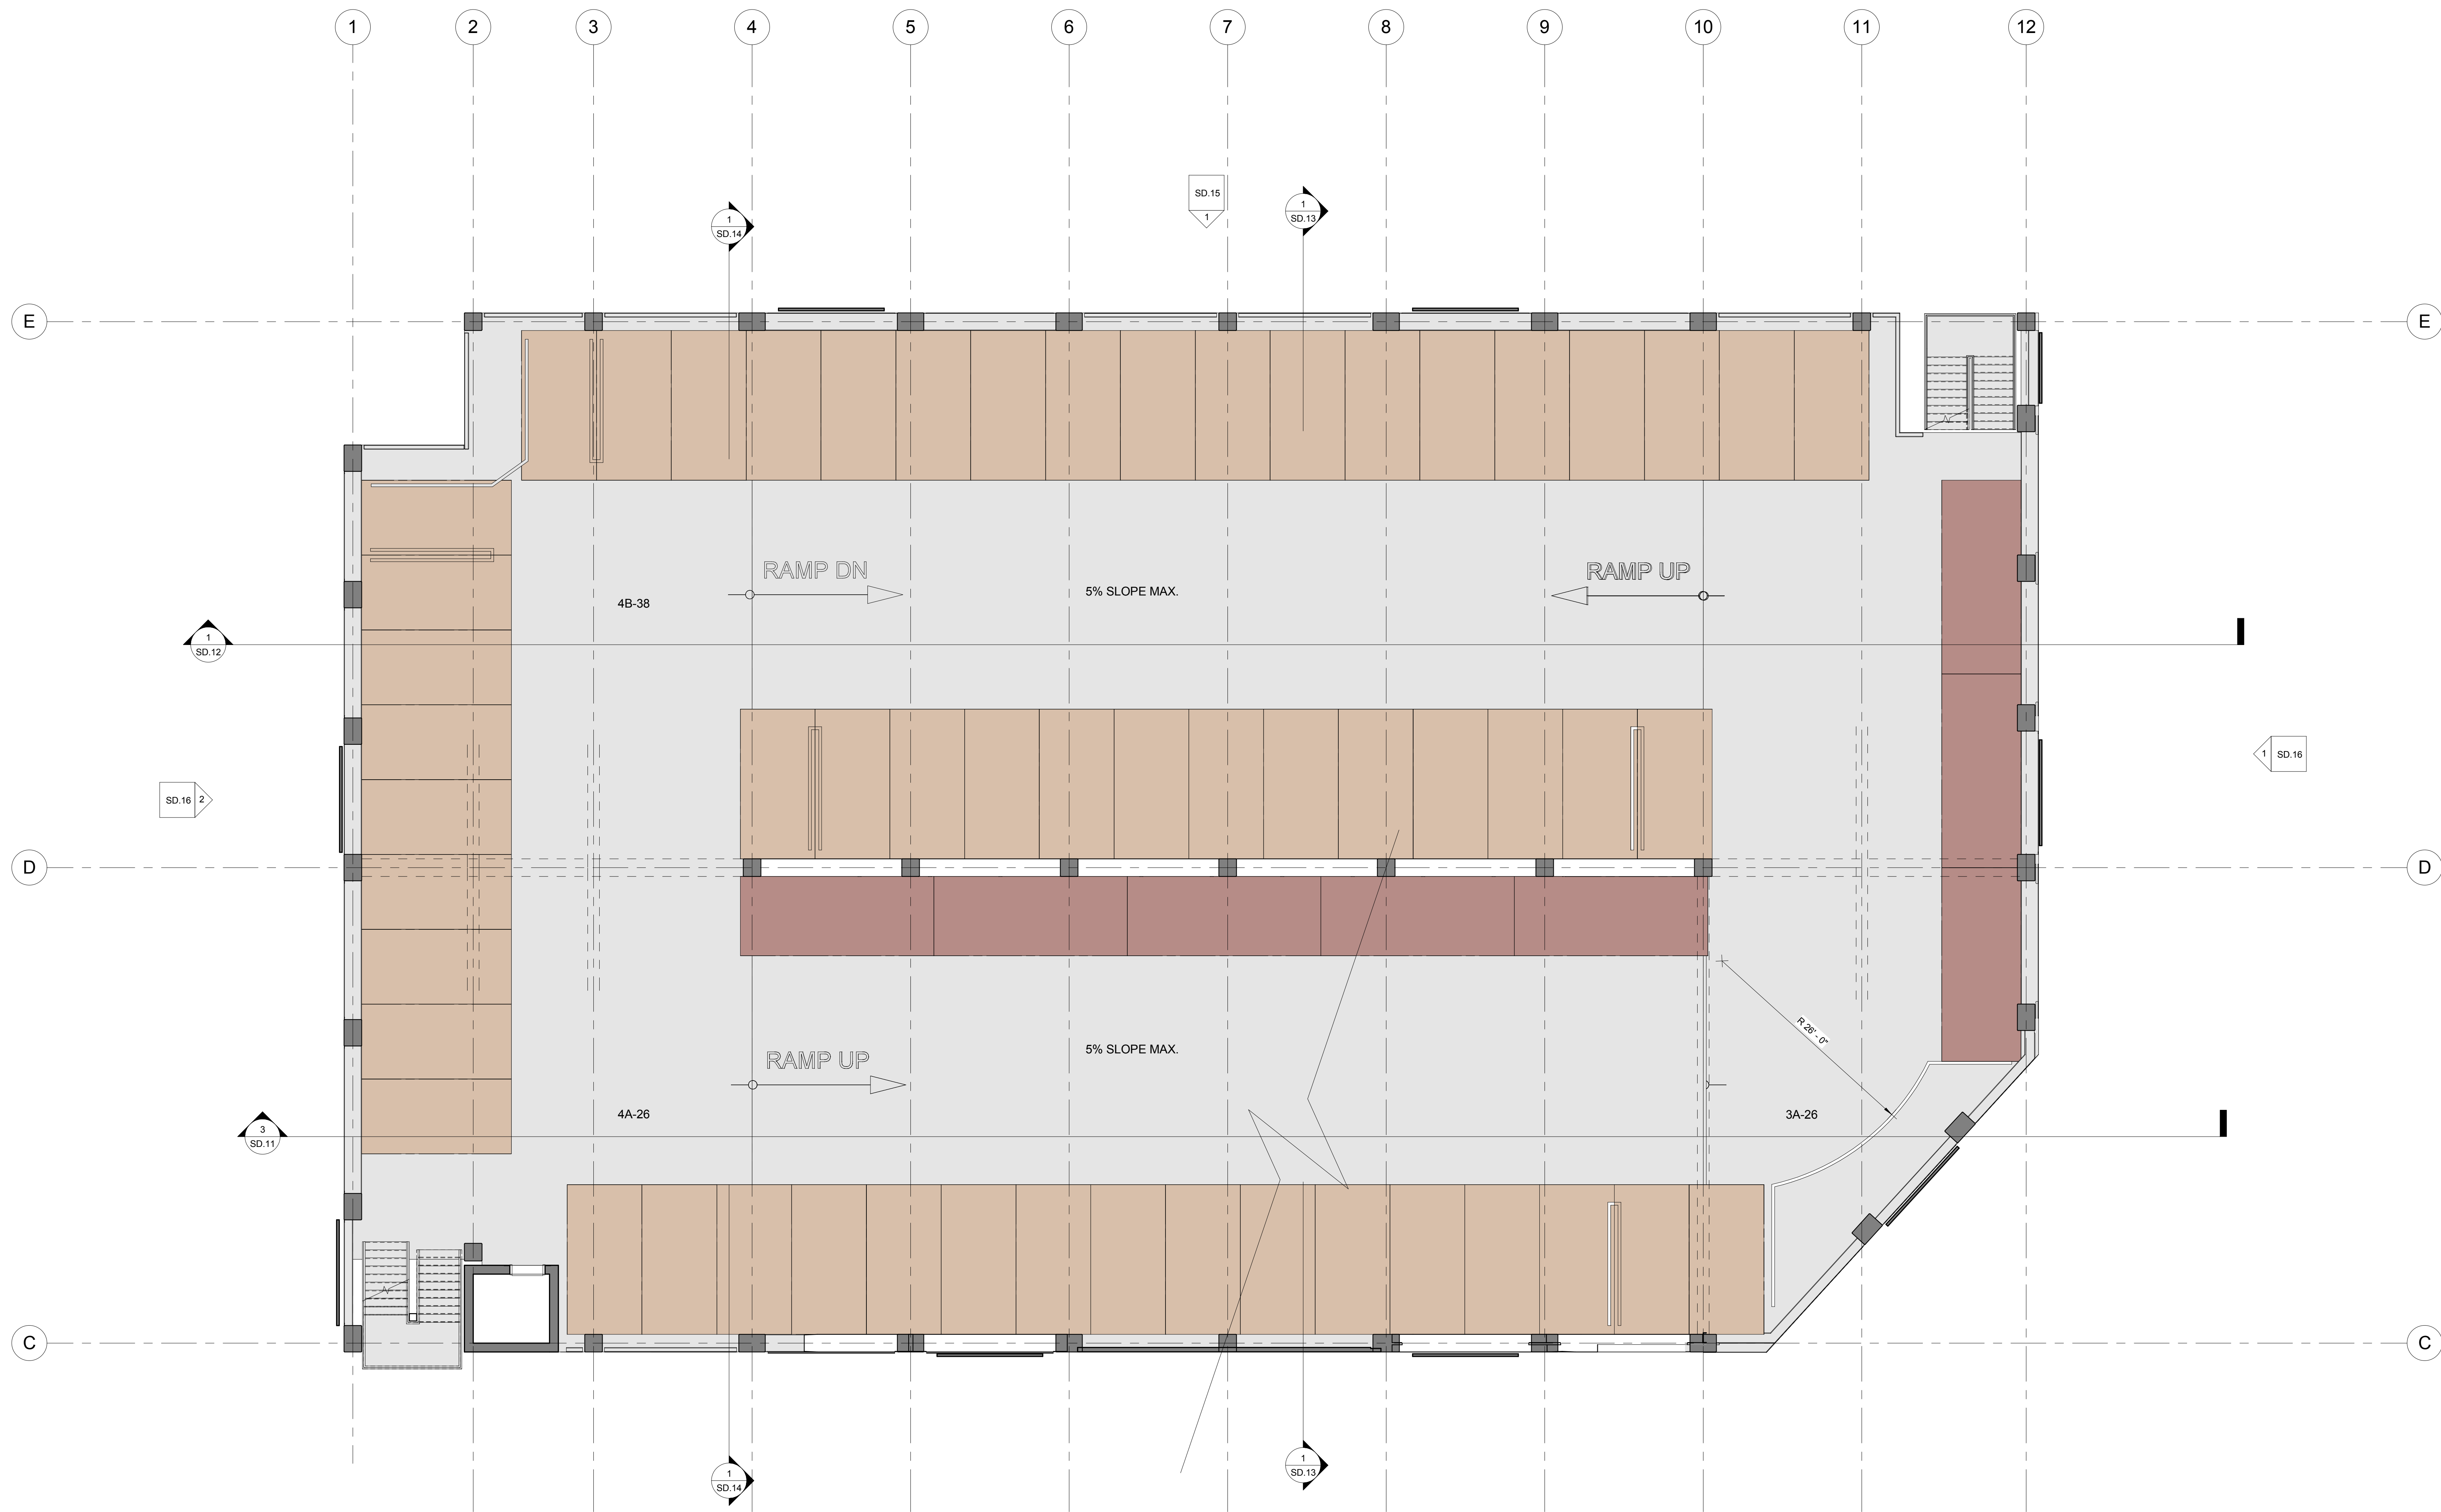 1 2 3 4 5 6 7 8 9 10 11 12
SD.15
1
1
SD.13
1
SD.14
E
E
RAMP DN
5% SLOPE MAX.
RAMP UP
4B-38
1
SD.12
1
SD.16
SD.16
2
D
D
R 26' - 0"
RAMP UP
5% SLOPE MAX.
4A-26
3A-26
3
SD.11
C
C
1
SD.14
1
SD.13